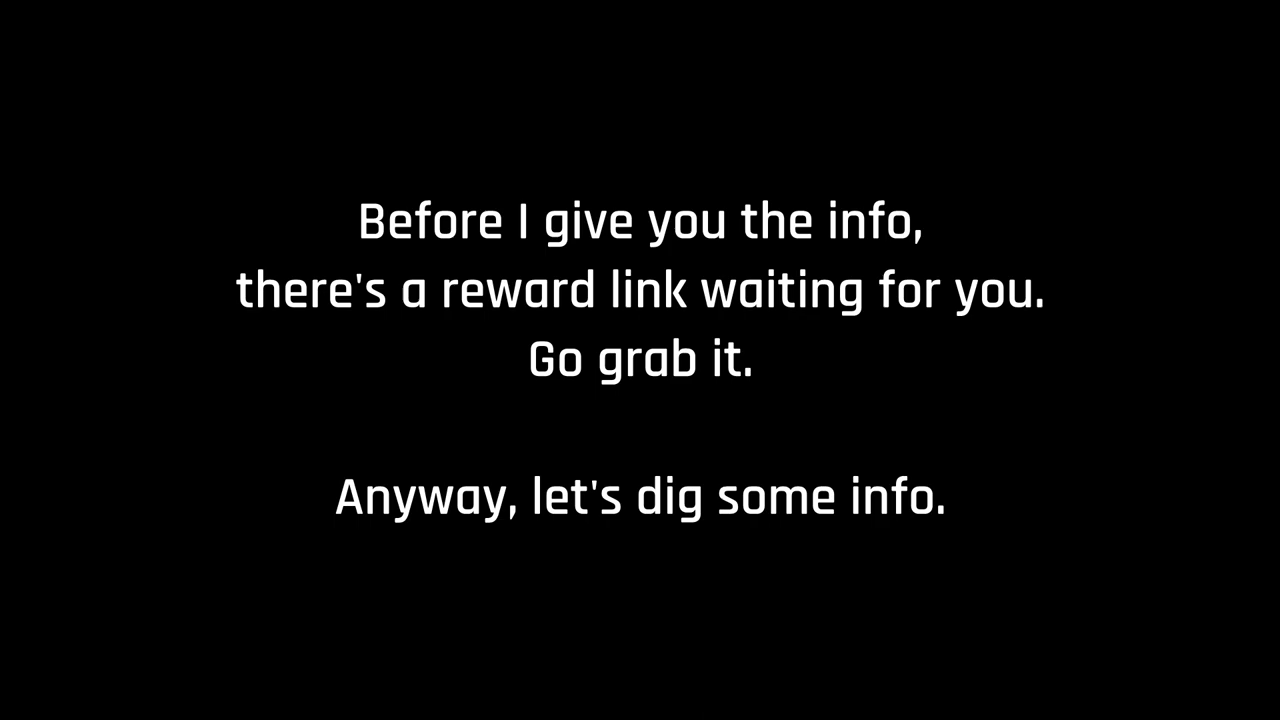 Before I give you the info,
there's a reward link waiting for you.
Go grab it.
Anyway, let's dig some info.